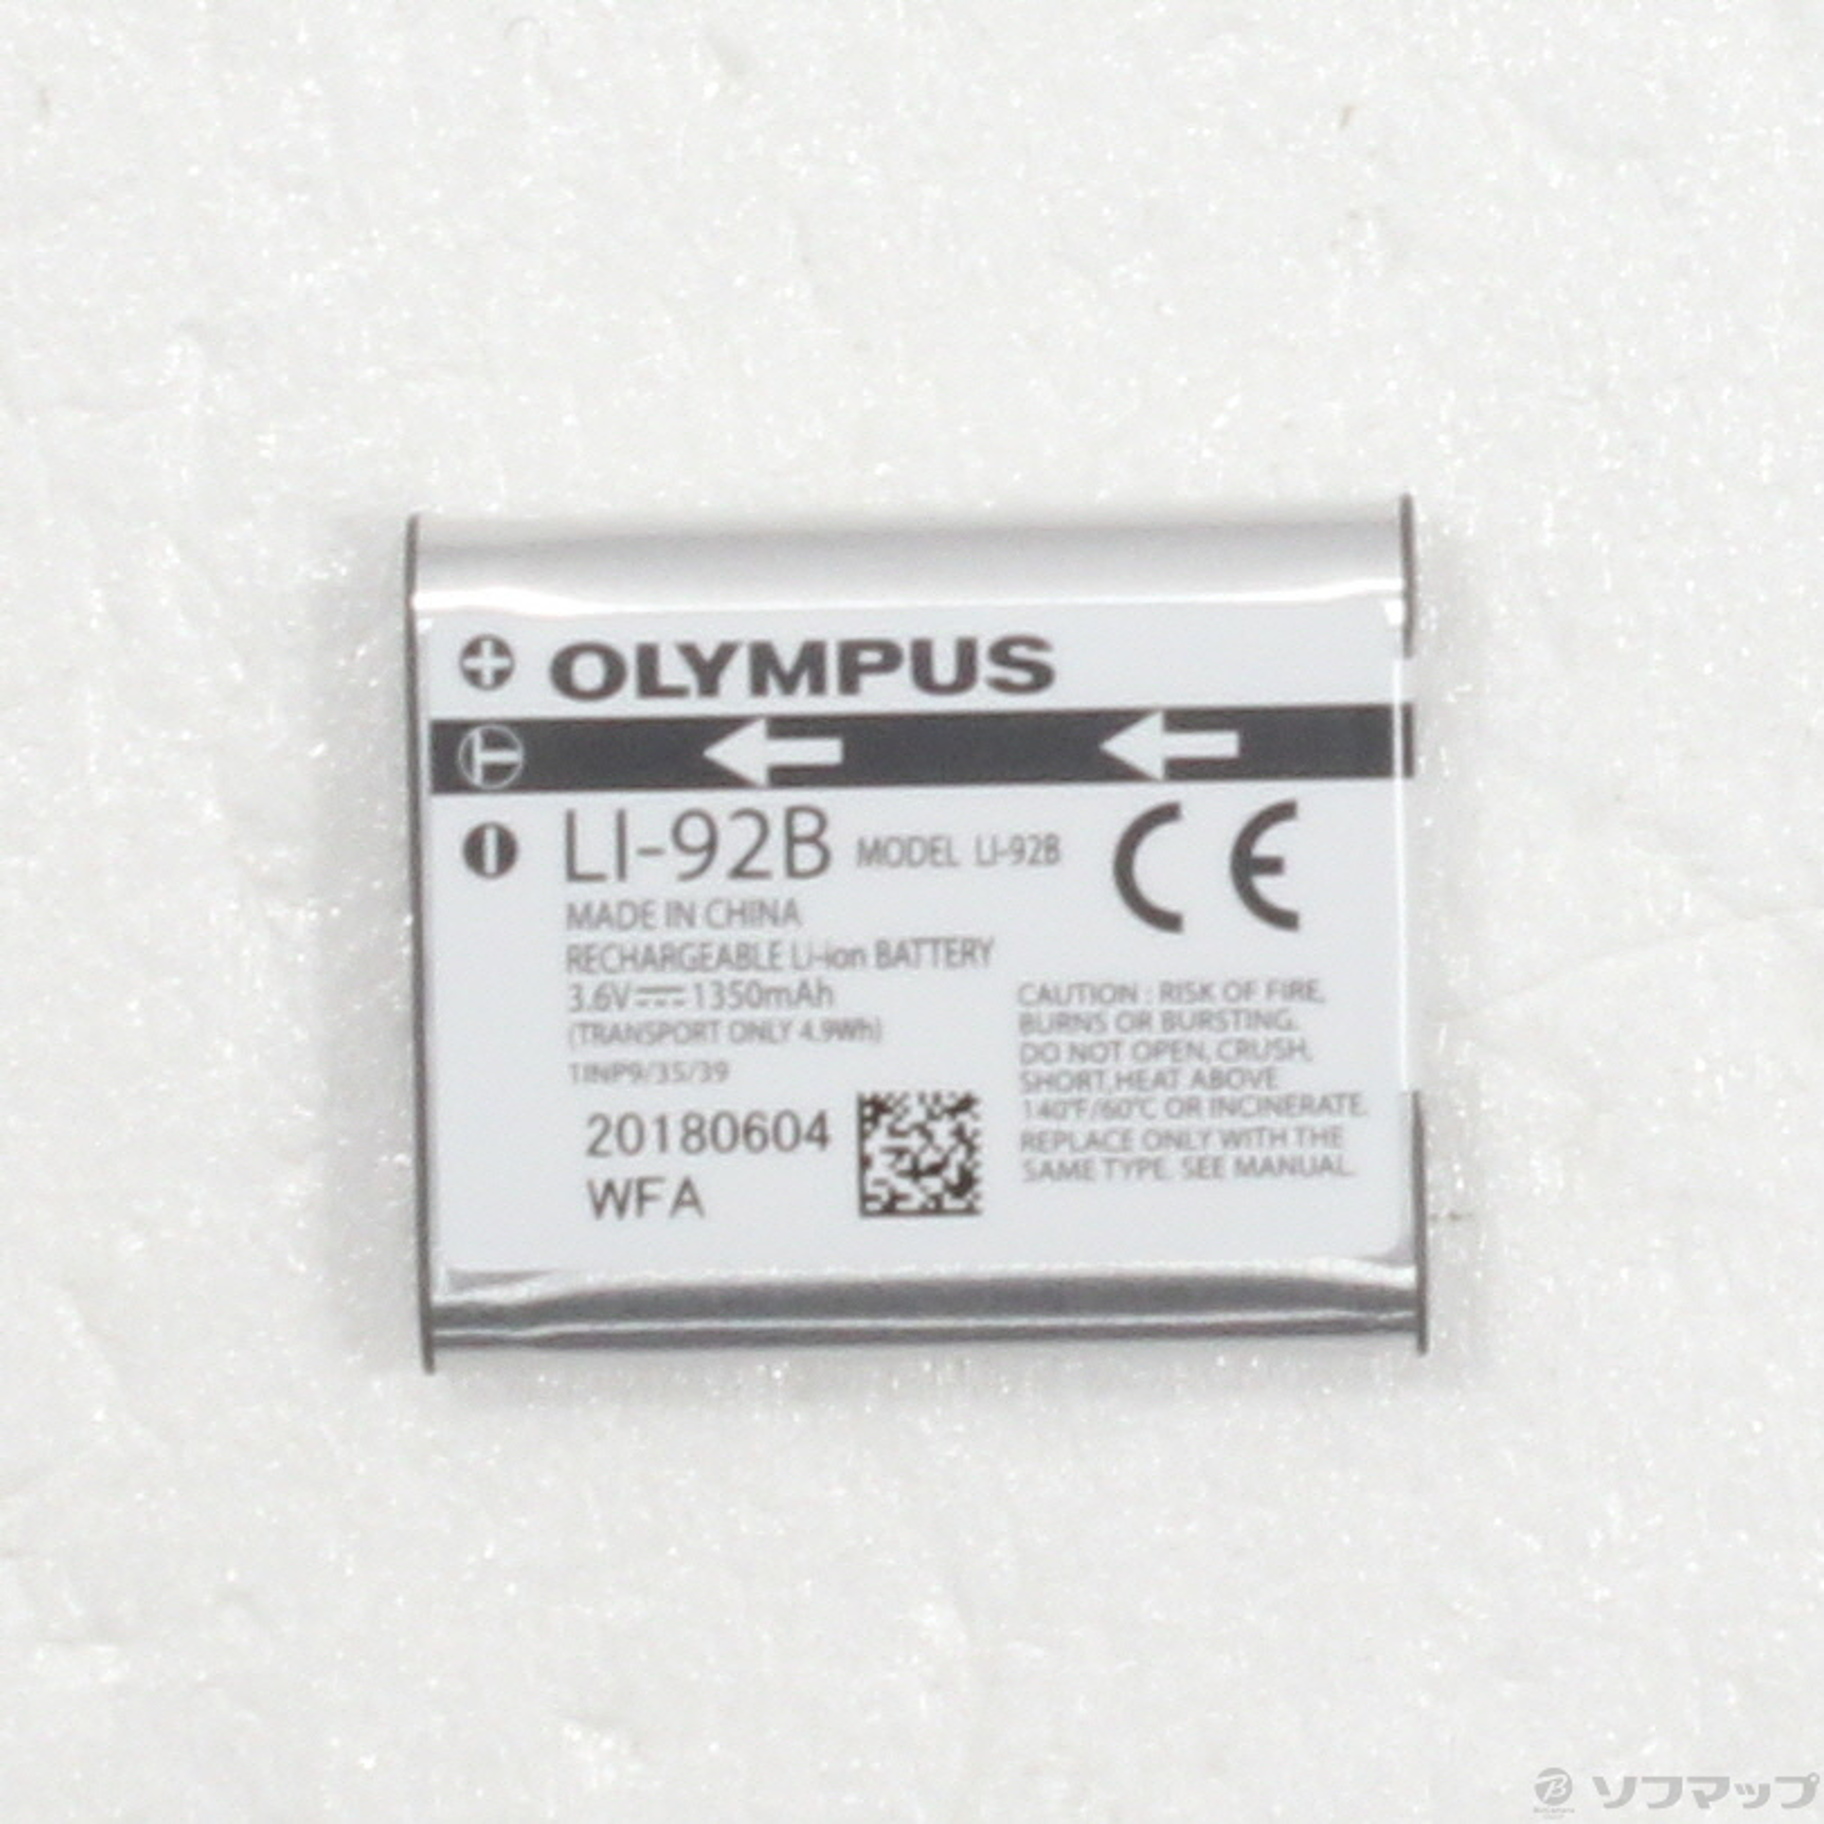 OLYMPUS
LI-92B MODEL LI-92B
CE
MADE IN CHINA
RECHARGEABLE Li-ion BATTERY
3.6V⎓1350mAh
(TRANSPORT ONLY 4.9Wh)
1INP9/35/39
20180604
WFA
CAUTION : RISK OF FIRE,
BURNS OR BURSTING.
DO NOT OPEN, CRUSH,
SHORT, HEAT ABOVE
140°F/60°C OR INCINERATE.
REPLACE ONLY WITH THE
SAME TYPE. SEE MANUAL.
ソフマップ